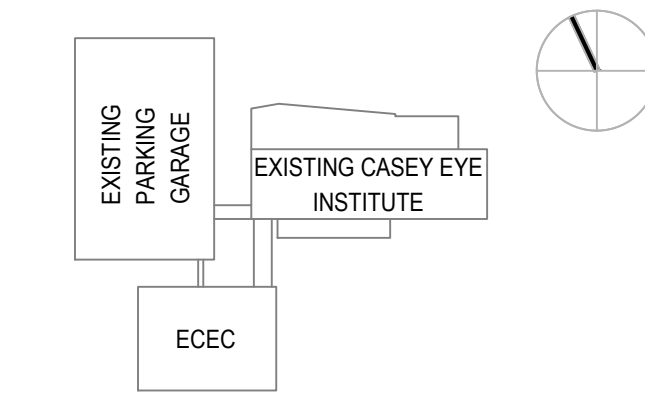 EXISTING
PARKING
GARAGE
EXISTING CASEY EYE
INSTITUTE
ECEC